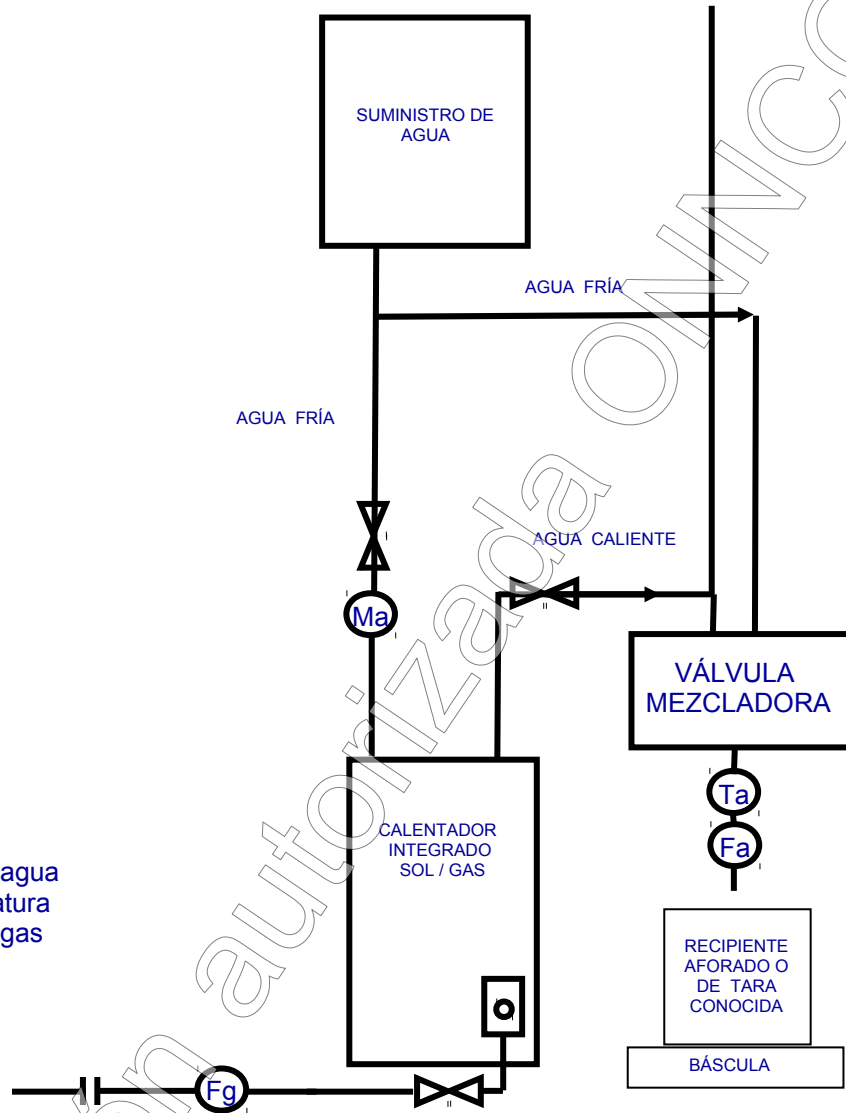 SUMINISTRO DE
AGUA
AGUA FRÍA
AGUA FRÍA
AGUA CALIENTE
Ma
VÁLVULA
MEZCLADORA
Ta
Fa
CALENTADOR
INTEGRADO
SOL / GAS
agua
gas
RECIPIENTE
AFORADO O
DE TARA
CONOCIDA
BÁSCULA
Fg
autorizada